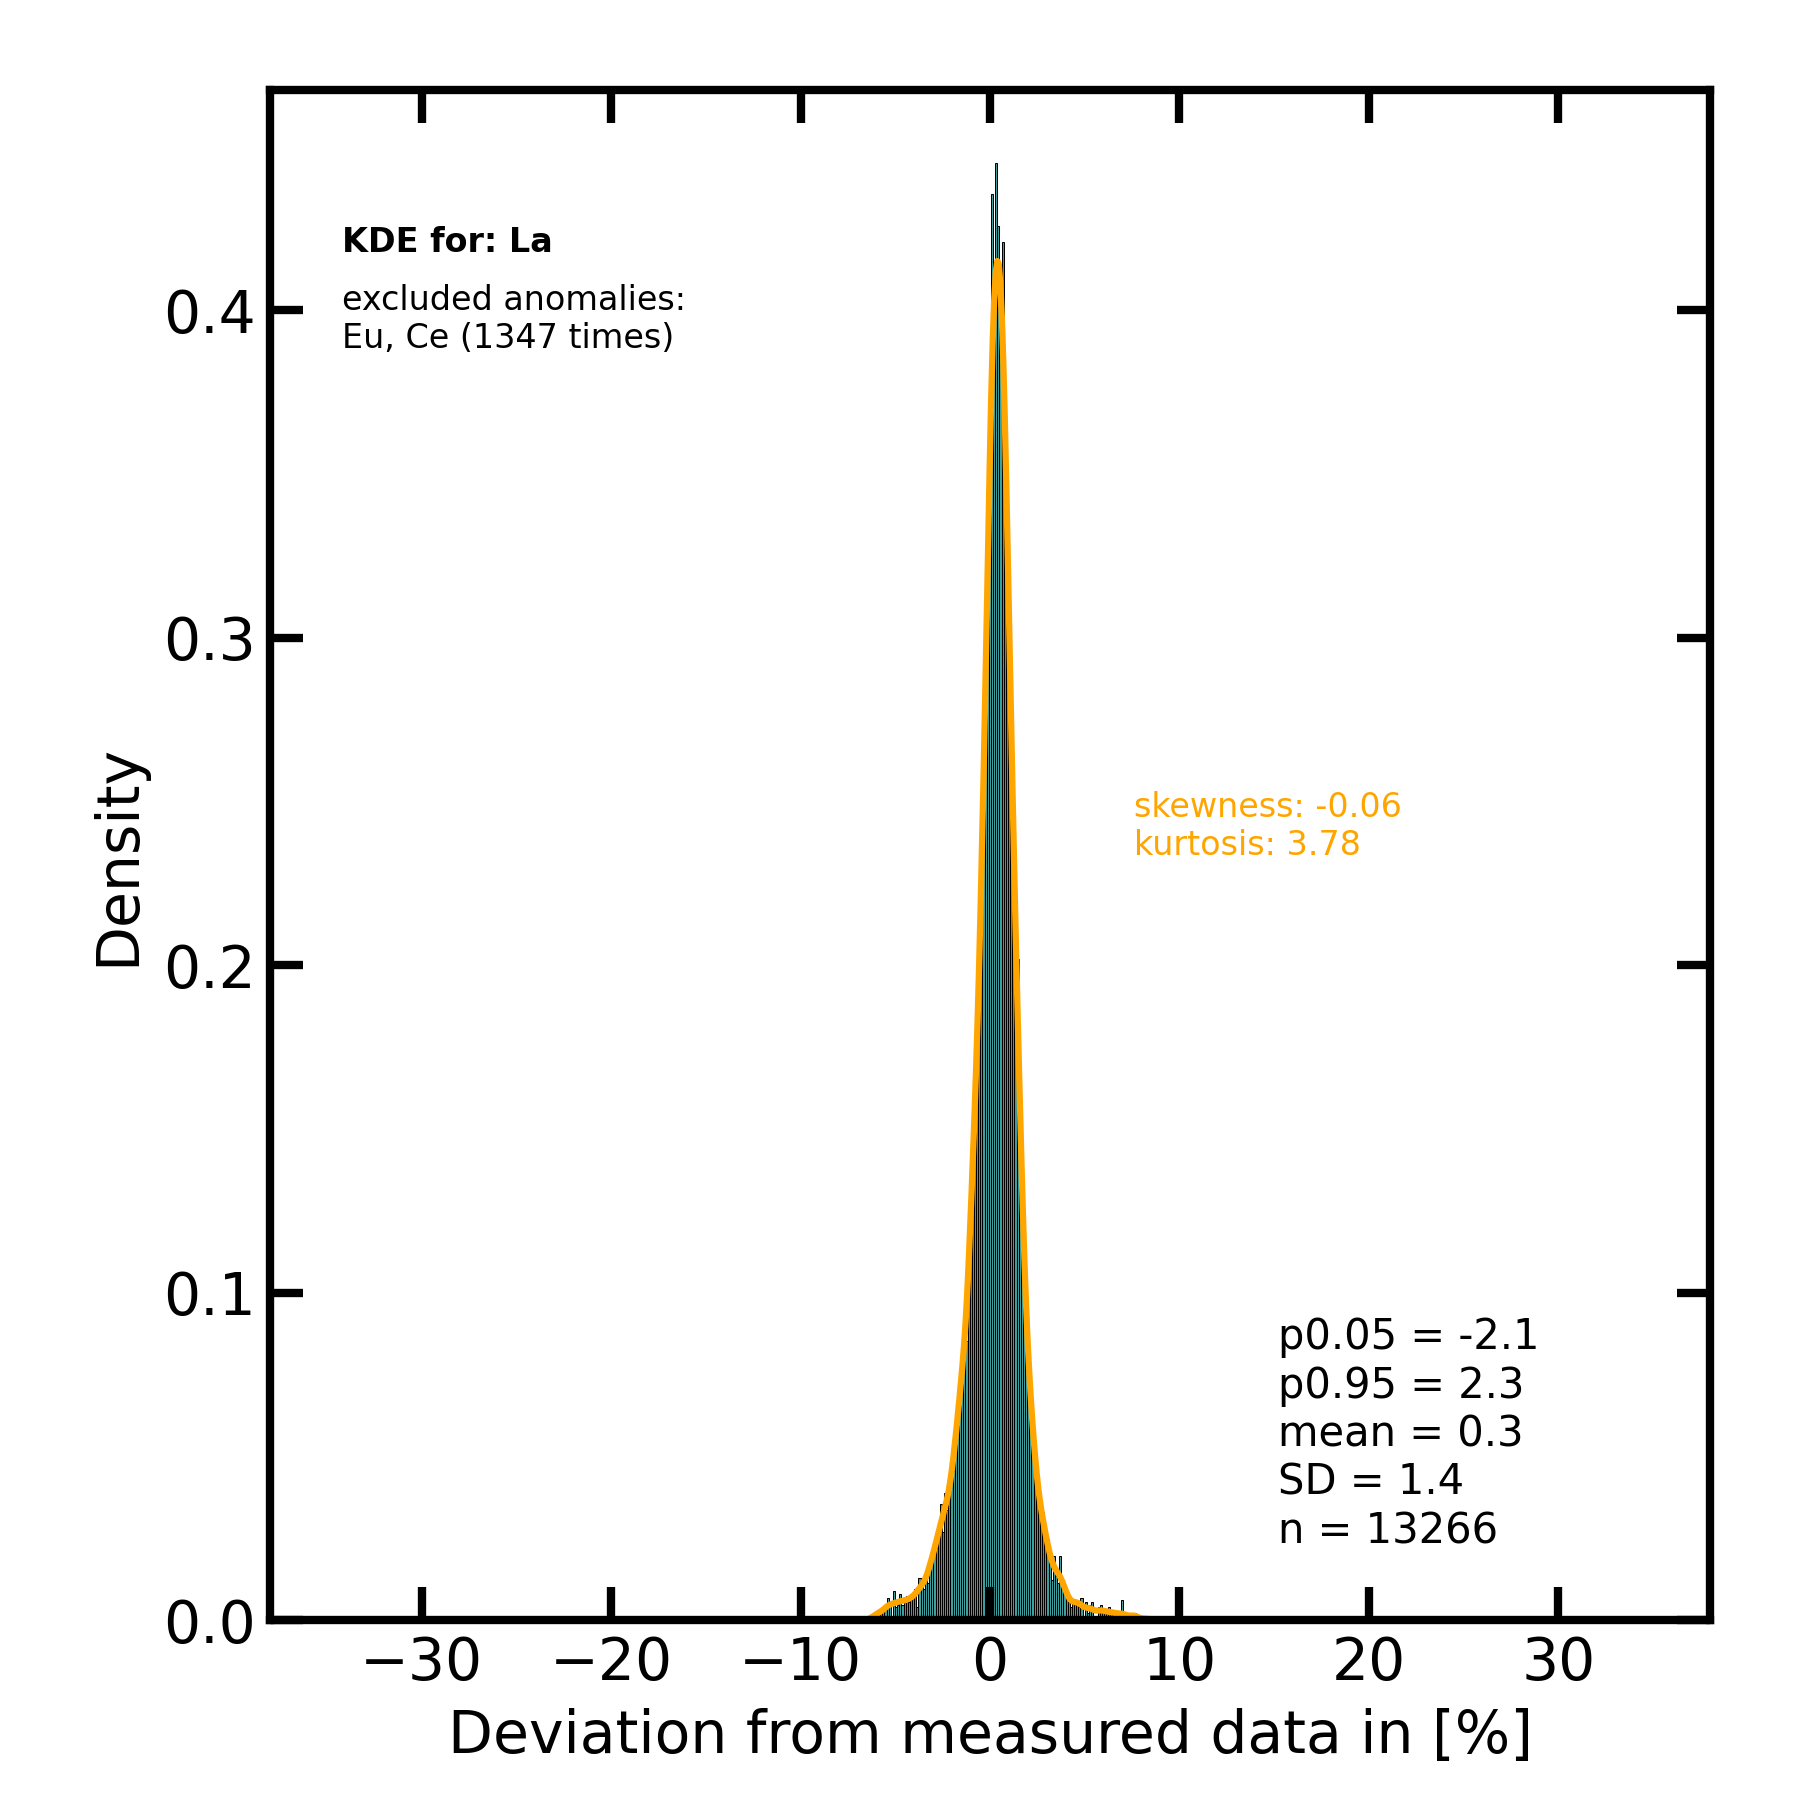 KDE for: La
excluded anomalies:
Eu, Ce (1347 times)
0.4
0.3
0.2
0.1
0.0
Density
skewness: -0.06
kurtosis: 3.78
p0.05 = -2.1
p0.95 = 2.3
mean = 0.3
SD = 1.4
n = 13266
−30 −20 −10 0 10 20 30
Deviation from measured data in [%]